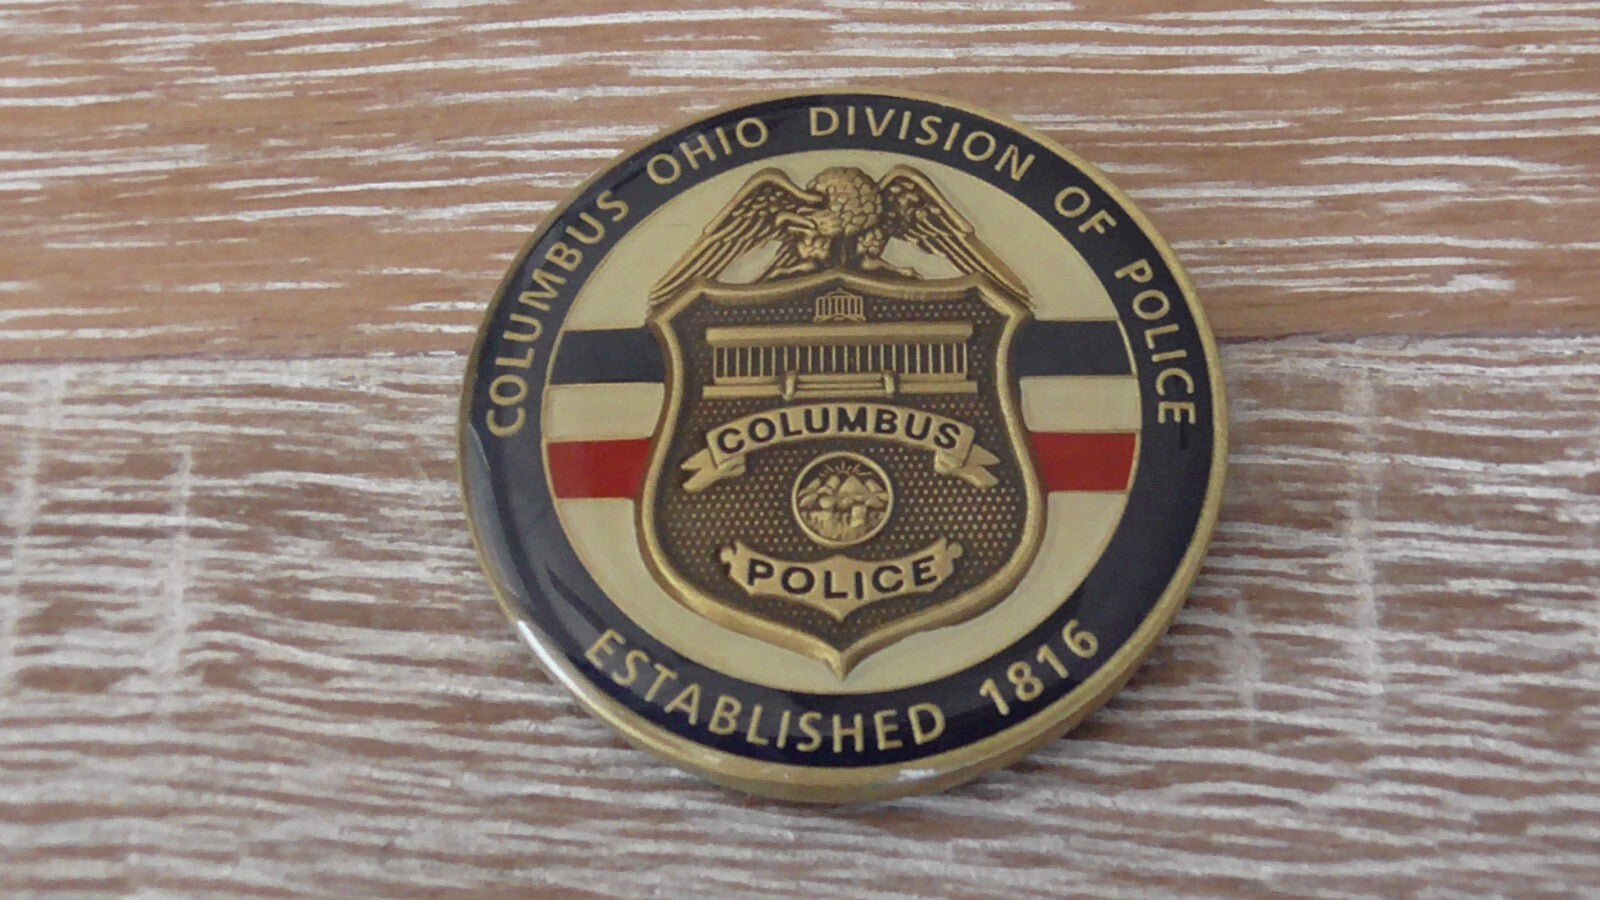 COLUMBUS OHIO DIVISION OF POLICE
COLUMBUS
POLICE
ESTABLISHED 1816